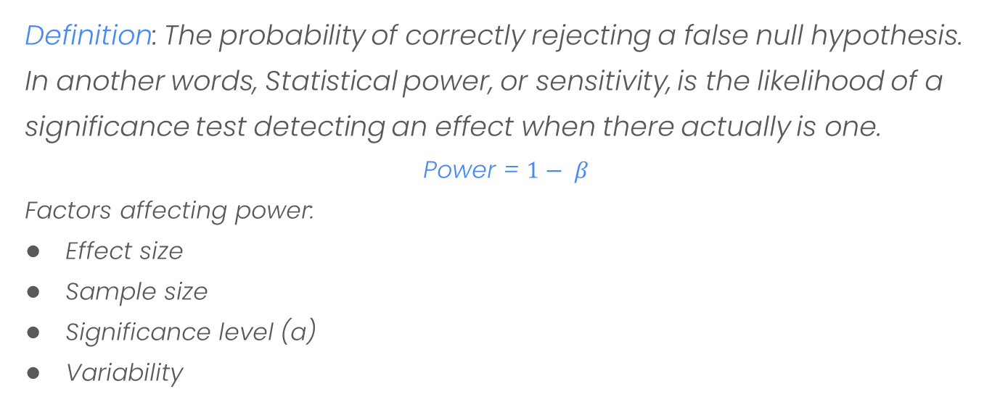 Definition: The probability of correctly rejecting a false null hypothesis.
In another words, Statistical power, or sensitivity, is the likelihood of a
significance test detecting an effect when there actually is one.
Power = 1 − β
Factors affecting power:
● Effect size
● Sample size
● Significance level (a)
● Variability